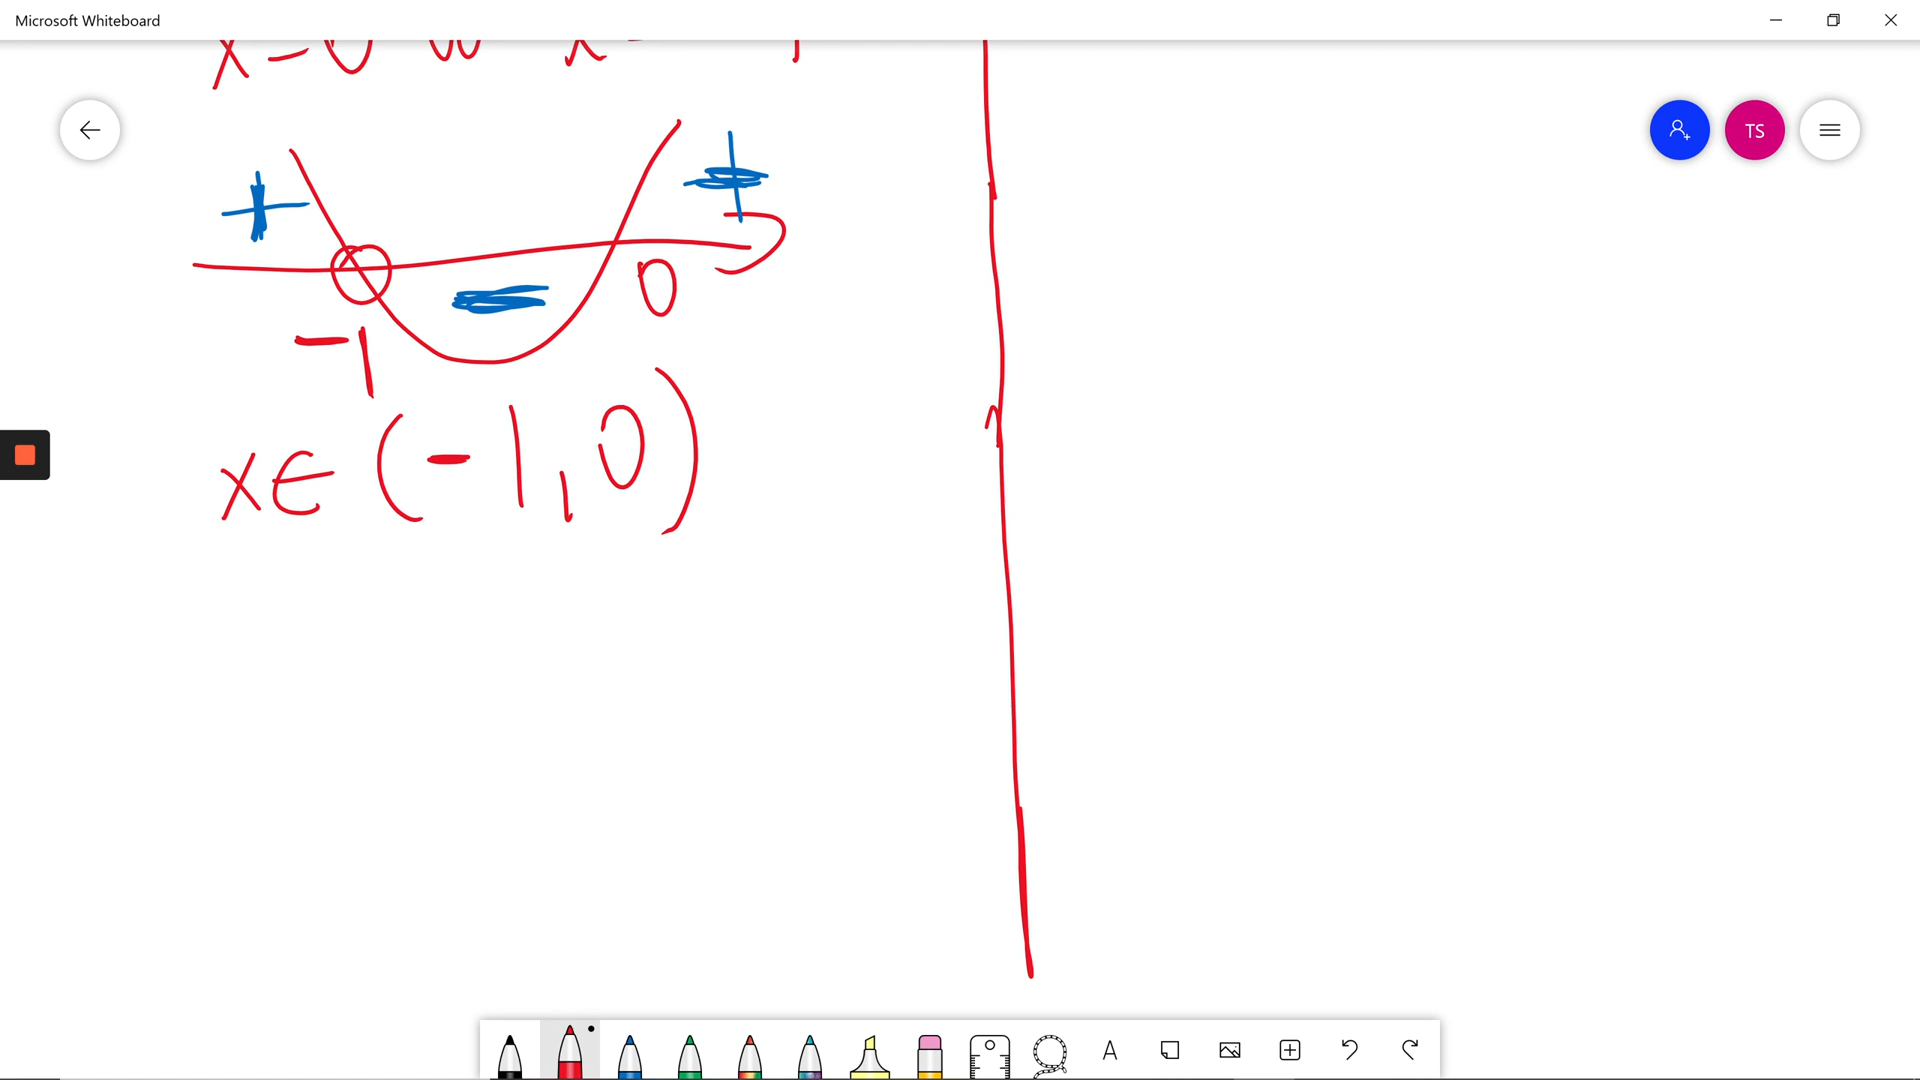 Microsoft Whiteboard
TS
+ +
-
0
-1
x∈ (-1,0)
A